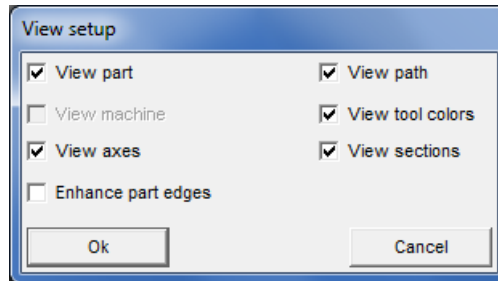 View setup
View part
View path
View machine
View tool colors
View axes
View sections
Enhance part edges
Ok
Cancel